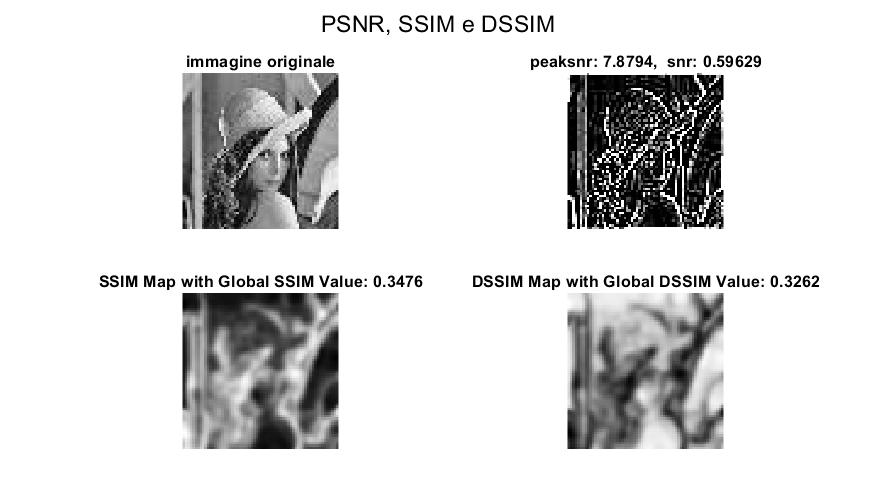 PSNR, SSIM e DSSIM
immagine originale
peaksnr: 7.8794,  snr: 0.59629
SSIM Map with Global SSIM Value: 0.3476
DSSIM Map with Global DSSIM Value: 0.3262